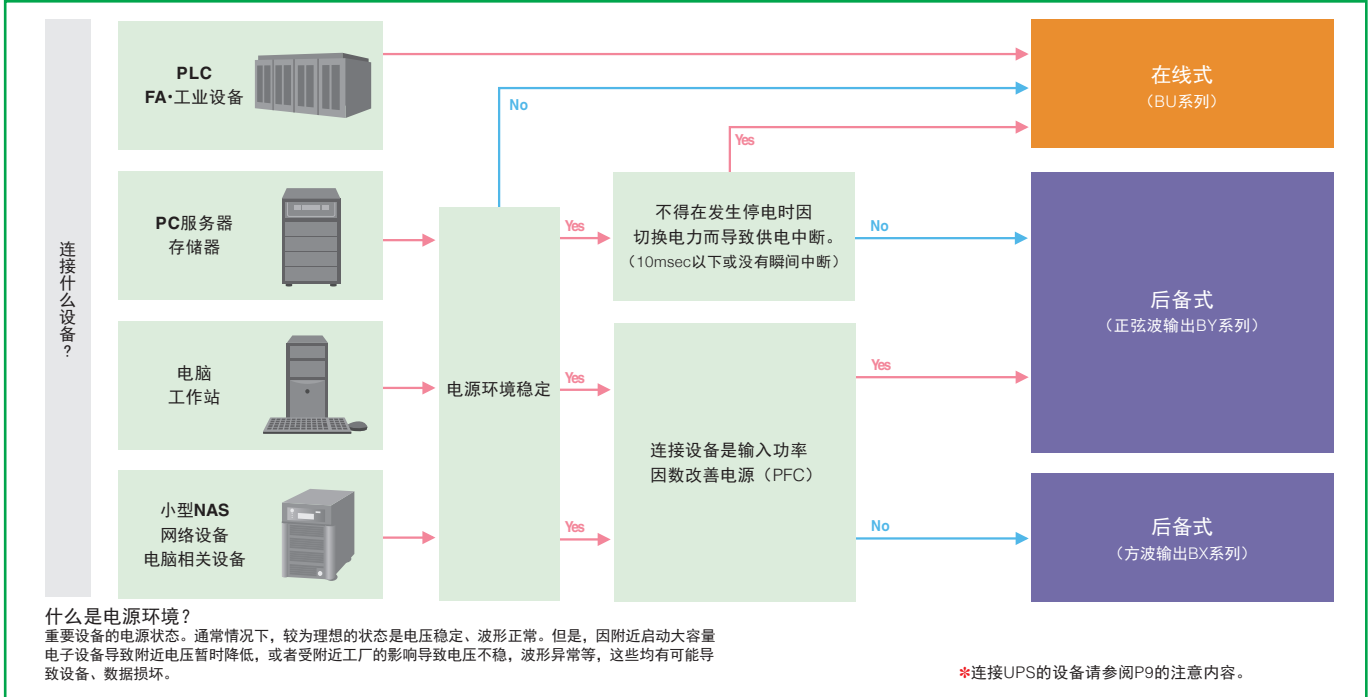 连接什么设备？
PLC
FA·工业设备
PC服务器
存储器
电脑
工作站
小型NAS
网络设备
电脑相关设备
电源环境稳定
No
Yes
Yes
Yes
Yes
不得在发生停电时因
切换电力而导致供电中断。
（10msec以下或没有瞬间中断）
No
连接设备是输入功率
因数改善电源（PFC）
Yes
No
在线式
（BU系列）
后备式
（正弦波输出BY系列）
后备式
（方波输出BX系列）
什么是电源环境？
重要设备的电源状态。通常情况下，较为理想的状态是电压稳定、波形正常。但是，因附近启动大容量
电子设备导致附近电压暂时降低，或者受附近工厂的影响导致电压不稳，波形异常等，这些均有可能导
致设备、数据损坏。
*连接UPS的设备请参阅P9的注意内容。